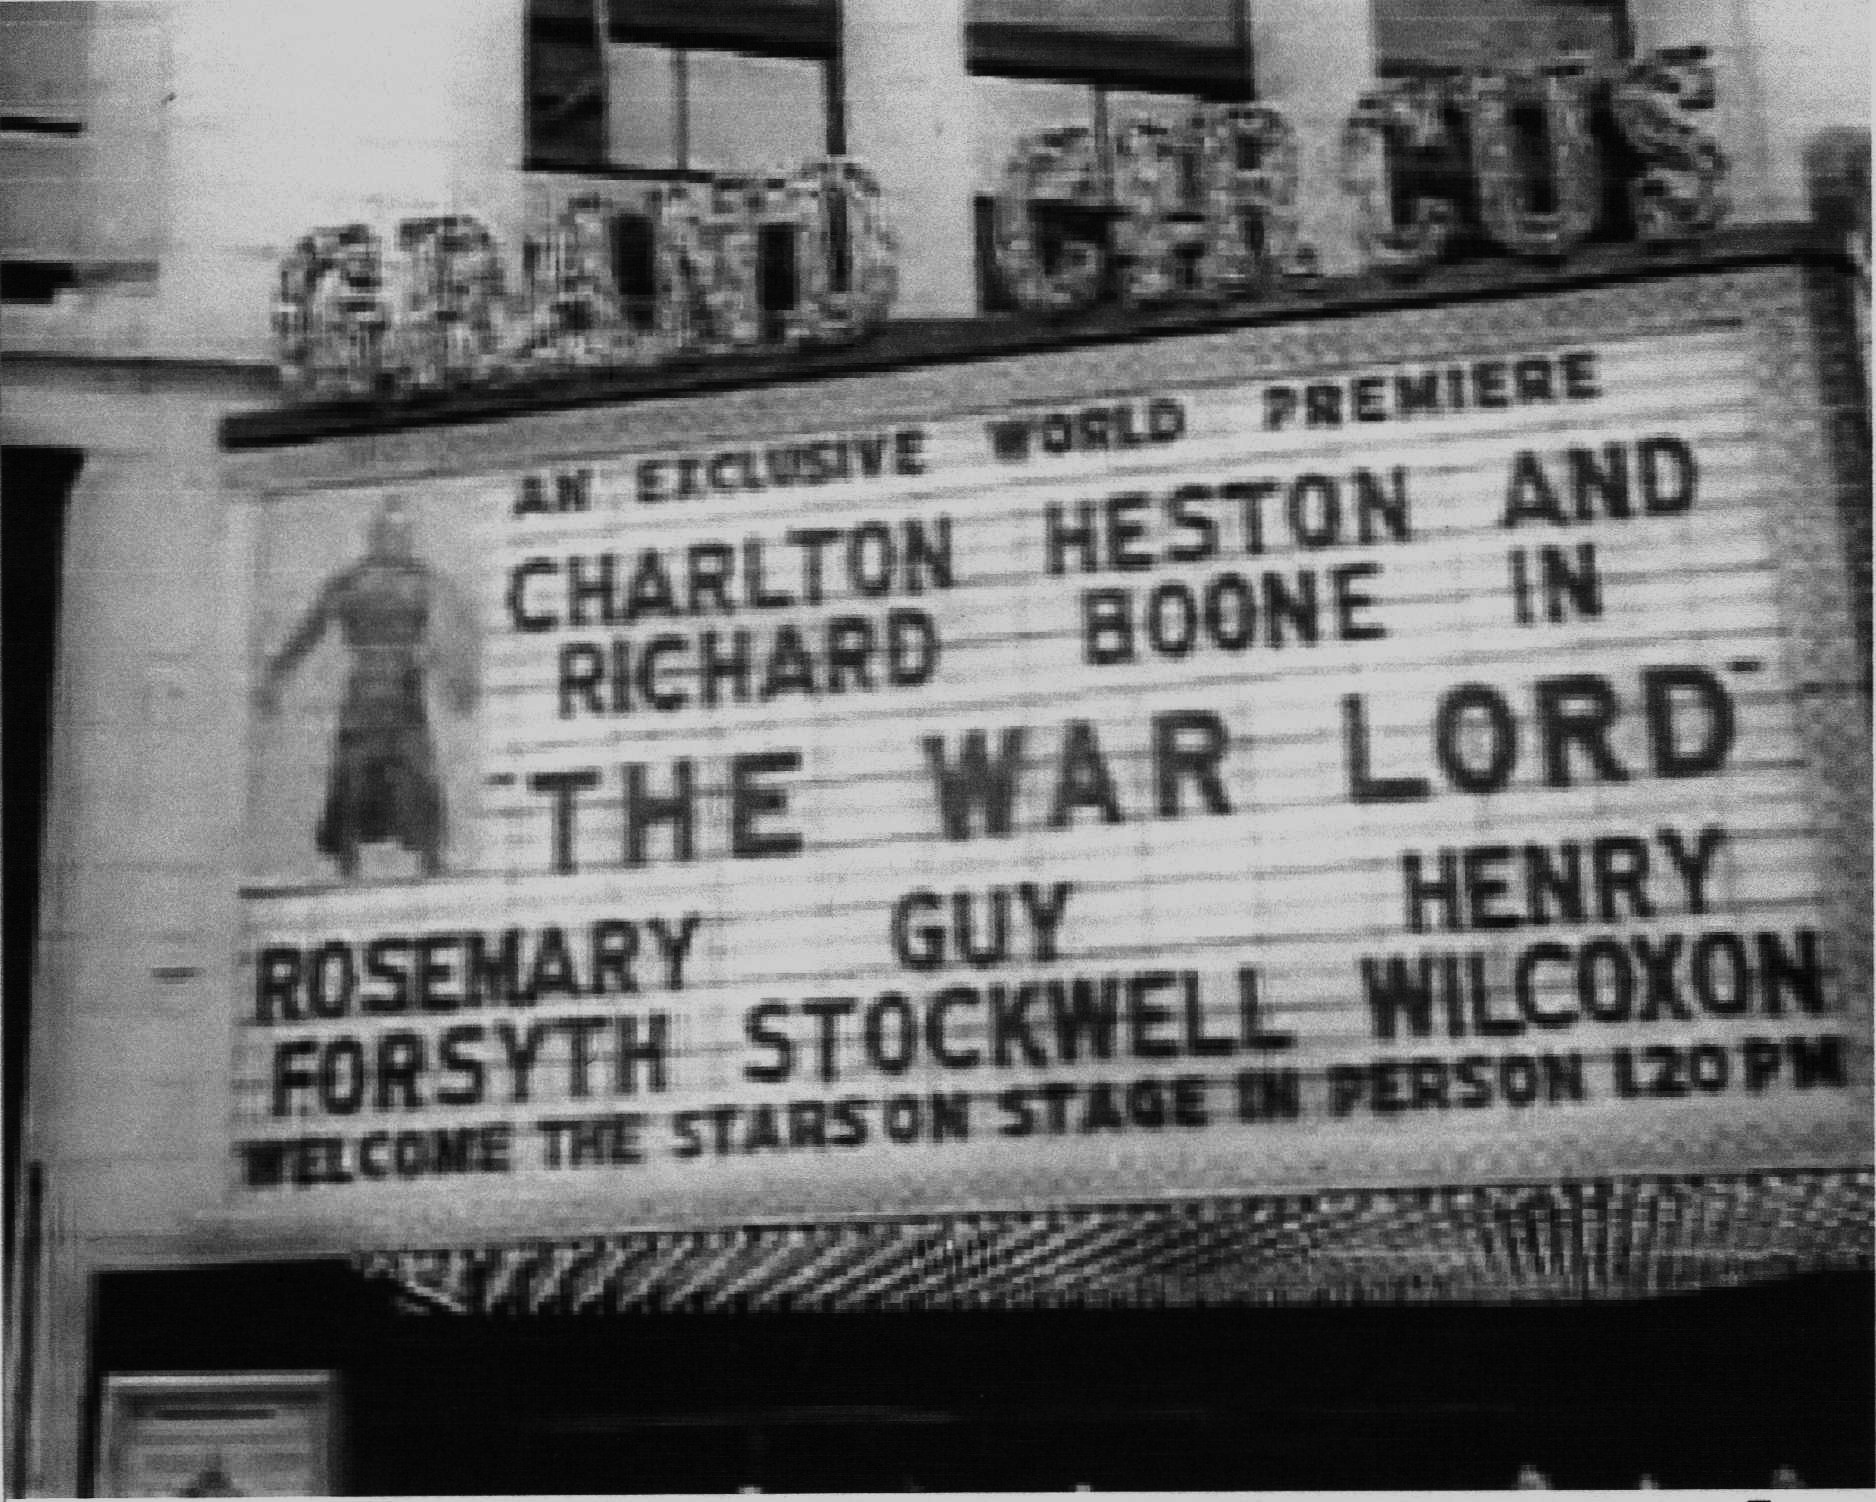 GRAND CIRCUS
AN EXCLUSIVE WORLD PREMIERE
CHARLTON HESTON AND
RICHARD BOONE IN
"THE WAR LORD"
ROSEMARY GUY HENRY
FORSYTH STOCKWELL WILCOXON
WELCOME THE STARS ON STAGE IN PERSON 1.20 PM